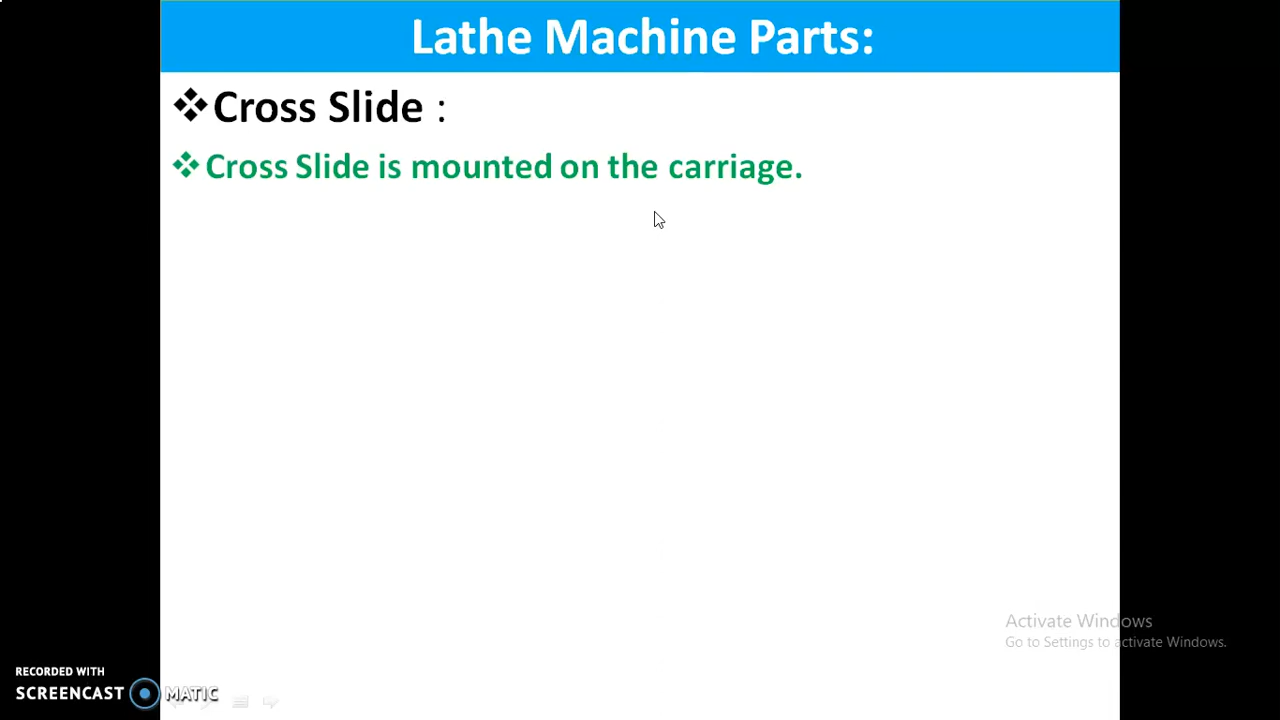 Lathe Machine Parts:
❖Cross Slide :
❖Cross Slide is mounted on the carriage.
Activate Windows
Go to Settings to activate Windows.
RECORDED WITH
SCREENCAST MATIC